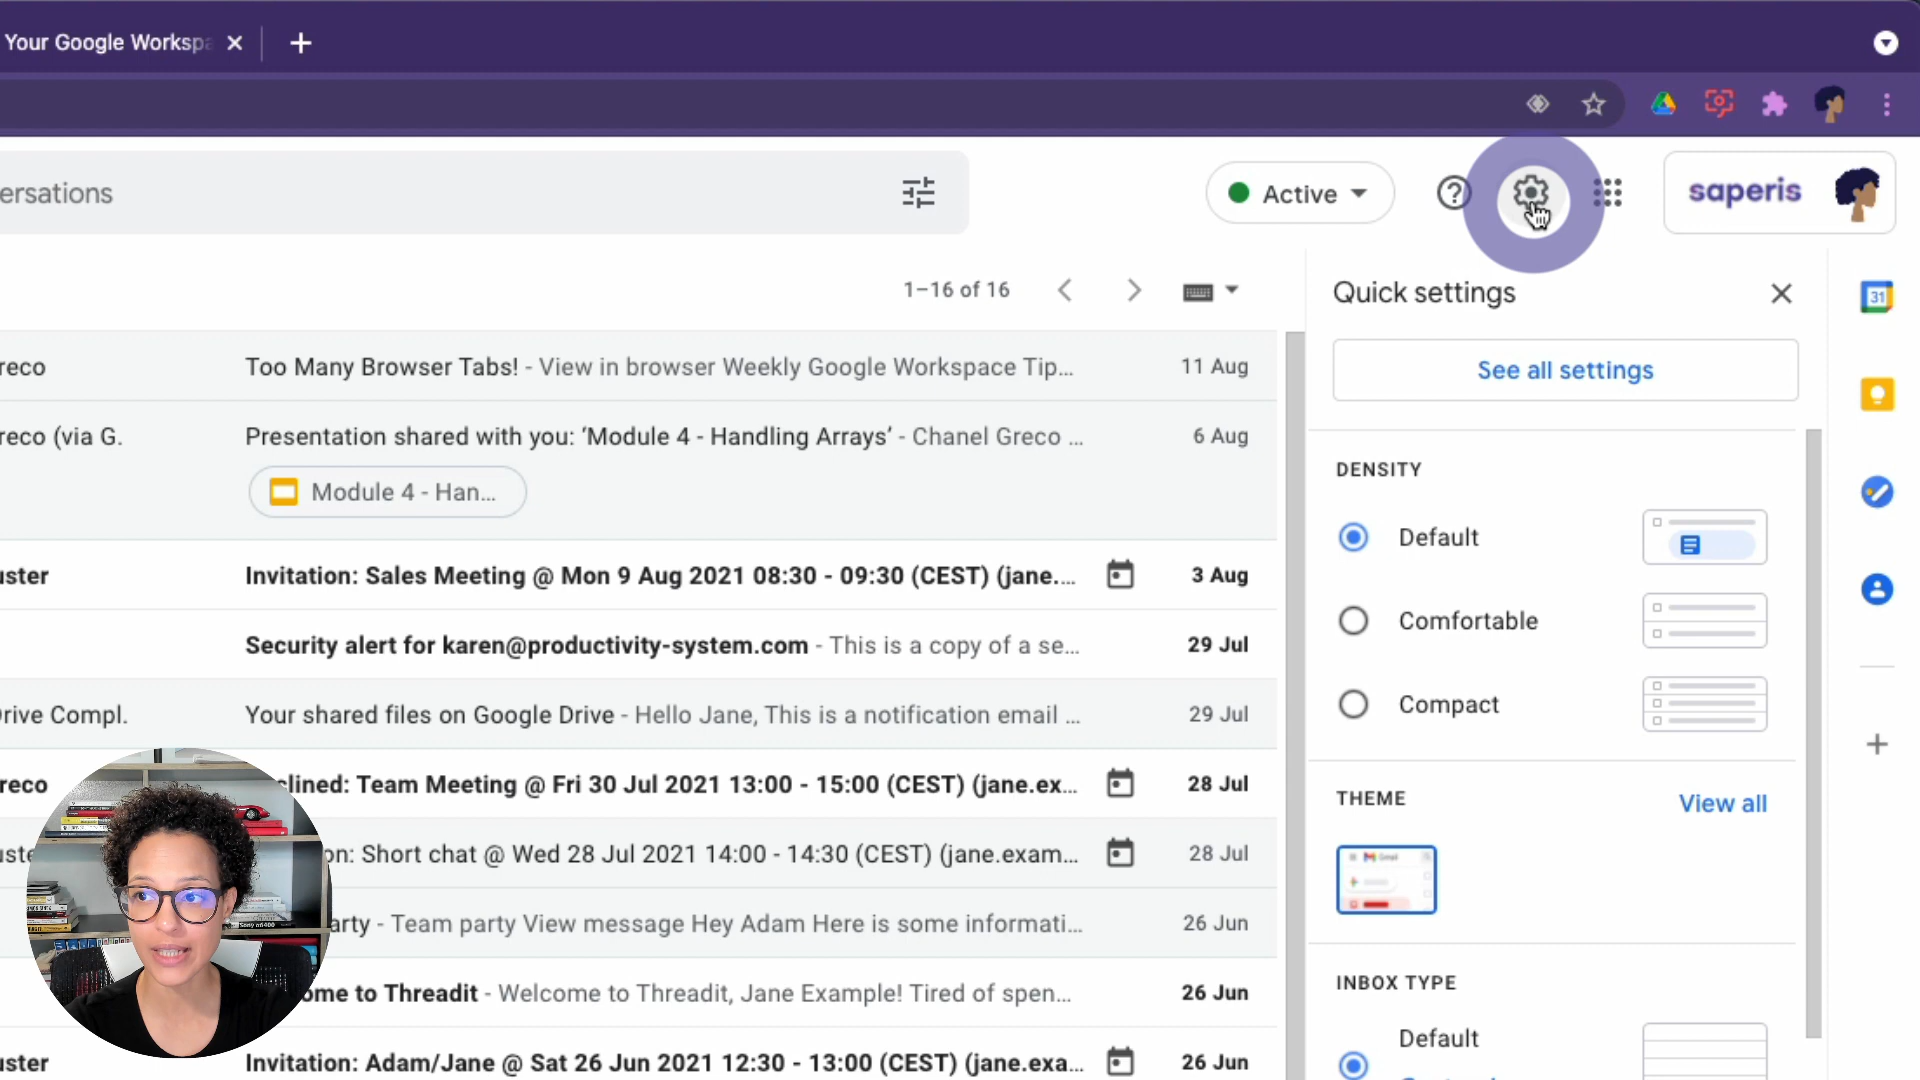 Your Google Workspa
ersations
Active
saperis
1–16 of 16
Quick settings
See all settings
reco
Too Many Browser Tabs! - View in browser Weekly Google Workspace Tip...
11 Aug
reco (via G.
Presentation shared with you: ‘Module 4 - Handling Arrays’ - Chanel Greco ...
6 Aug
Module 4 - Han...
DENSITY
Default
Comfortable
Compact
uster
Invitation: Sales Meeting @ Mon 9 Aug 2021 08:30 - 09:30 (CEST) (jane....
3 Aug
Security alert for karen@productivity-system.com - This is a copy of a se...
29 Jul
rive Compl.
Your shared files on Google Drive - Hello Jane, This is a notification email ...
29 Jul
reco
clined: Team Meeting @ Fri 30 Jul 2021 13:00 - 15:00 (CEST) (jane.ex...
28 Jul
THEME
View all
Gmail
uste
on: Short chat @ Wed 28 Jul 2021 14:00 - 14:30 (CEST) (jane.exam...
28 Jul
arty - Team party View message Hey Adam Here is some informati...
26 Jun
ome to Threadit - Welcome to Threadit, Jane Example! Tired of spen...
26 Jun
INBOX TYPE
Default
uster
Invitation: Adam/Jane @ Sat 26 Jun 2021 12:30 - 13:00 (CEST) (jane.exa...
26 Jun
31